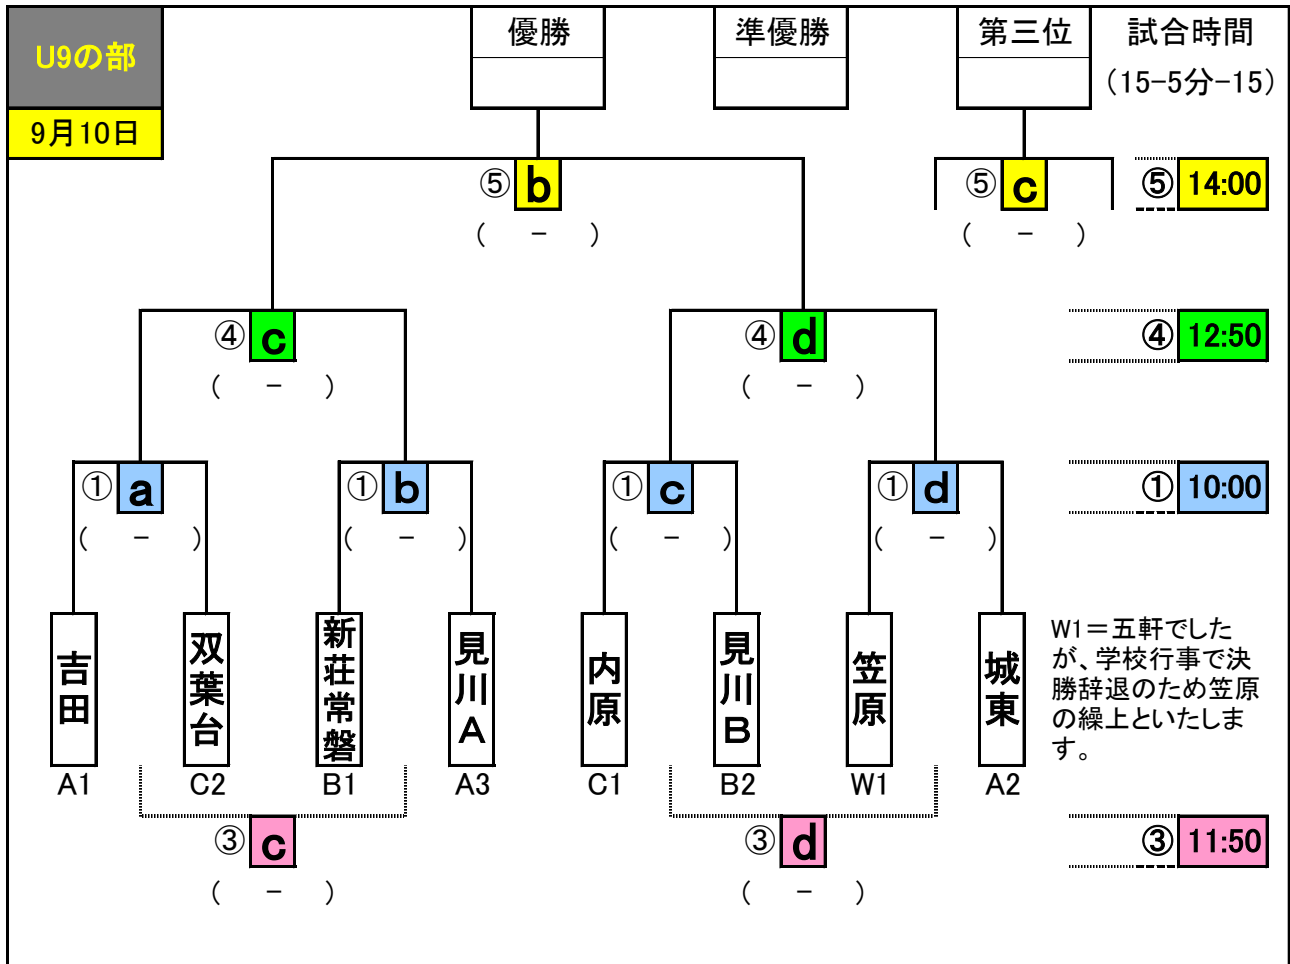 U9の部
優勝
準優勝
第三位
試合時間
(15-5分-15)
9月10日
⑤ b
( - )
⑤ c
( - )
⑤ 14:00
④ c
( - )
④ d
( - )
④ 12:50
① a
( - )
① b
( - )
① c
( - )
① d
( - )
① 10:00
吉田
双葉台
新荘常磐
見川A
内原
見川B
笠原
城東
W1＝五軒でした
が、学校行事で決
勝辞退のため笠原
の繰上といたしま
す。
A1
C2
B1
A3
C1
B2
W1
A2
③ c
( - )
③ d
( - )
③ 11:50